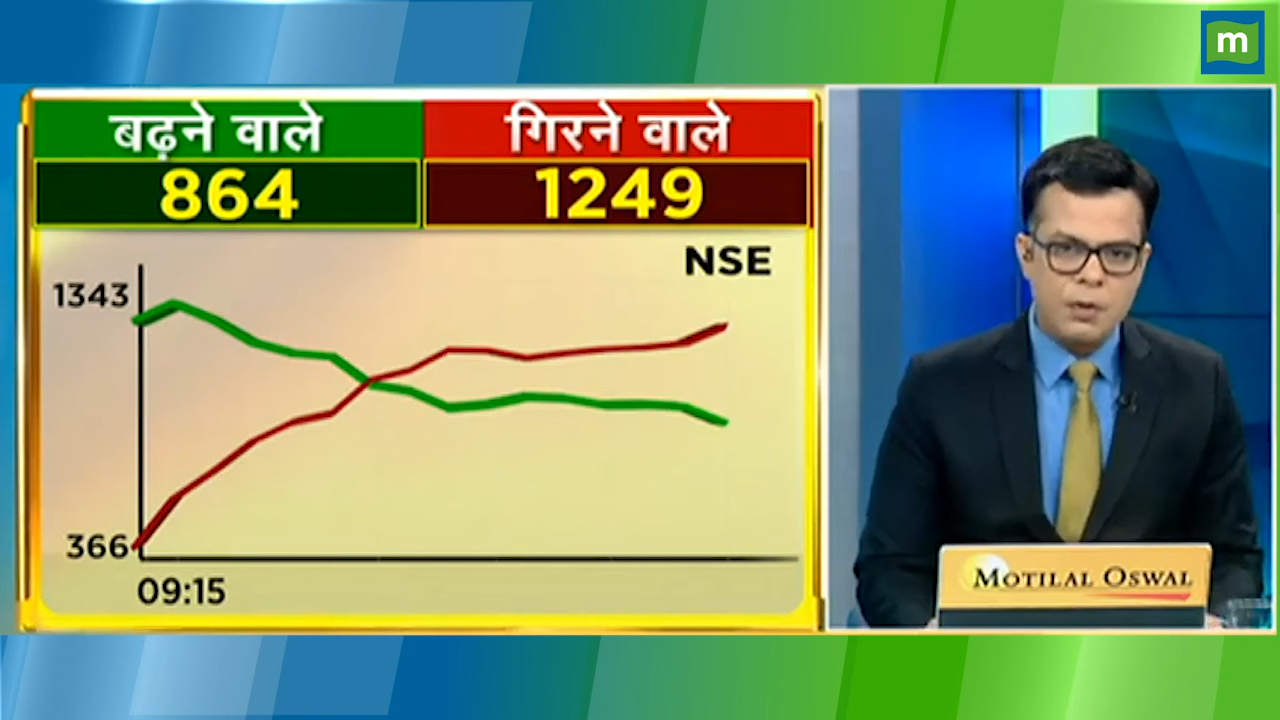 m
बढ़ने वाले
गिरने वाले
864
1249
NSE
1343
366
09:15
MOTILAL OSWAL